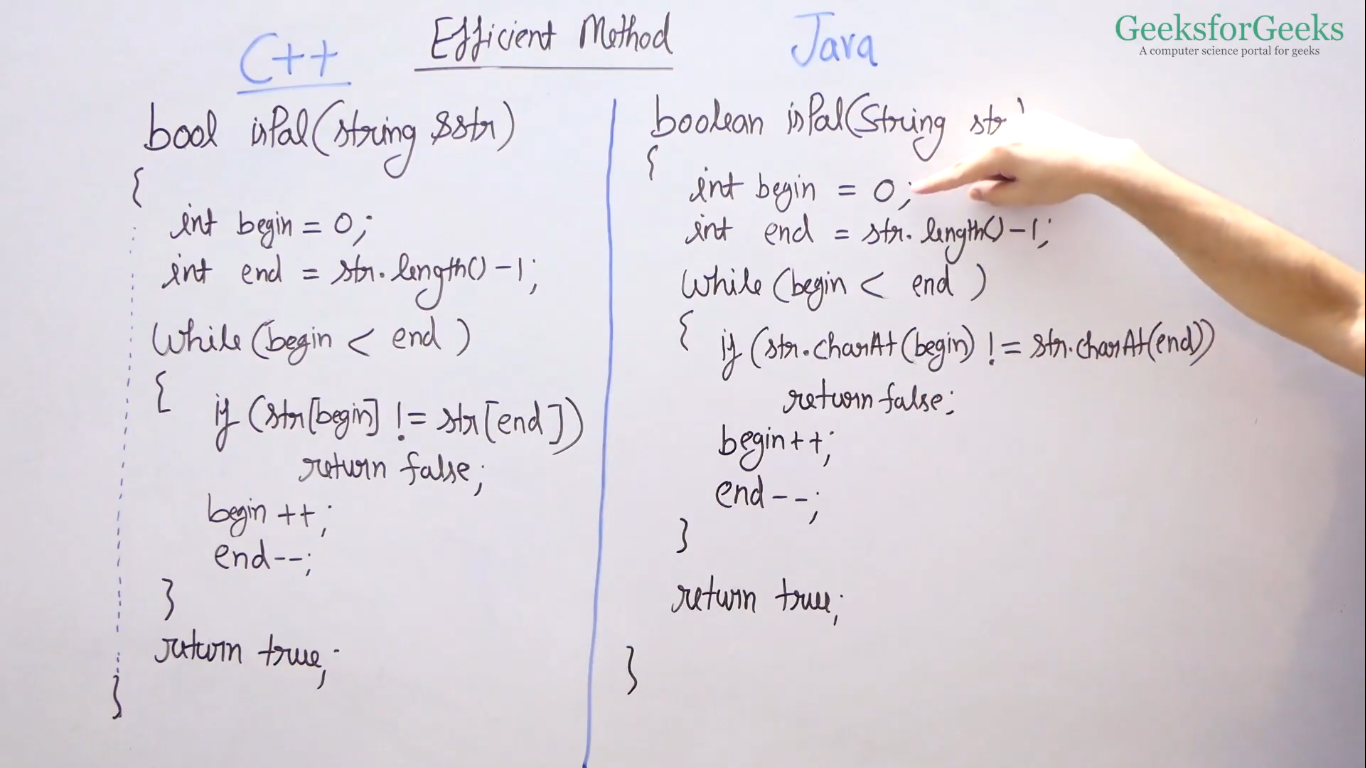 GeeksforGeeks
A computer science portal for geeks
Efficient Method
C++
bool isPal(string &str)
{
int begin = 0;
int end = str.length()-1;
while(begin < end )
{
if (str[begin] != str[end])
return false;
begin ++;
end--;
}
return true;
}
Java
boolean isPal(String str)
{
int begin = 0;
int end = str.length()-1;
while (begin < end )
{
if (str.charAt(begin) != str.charAt(end))
return false;
begin++;
end--;
}
return true;
}